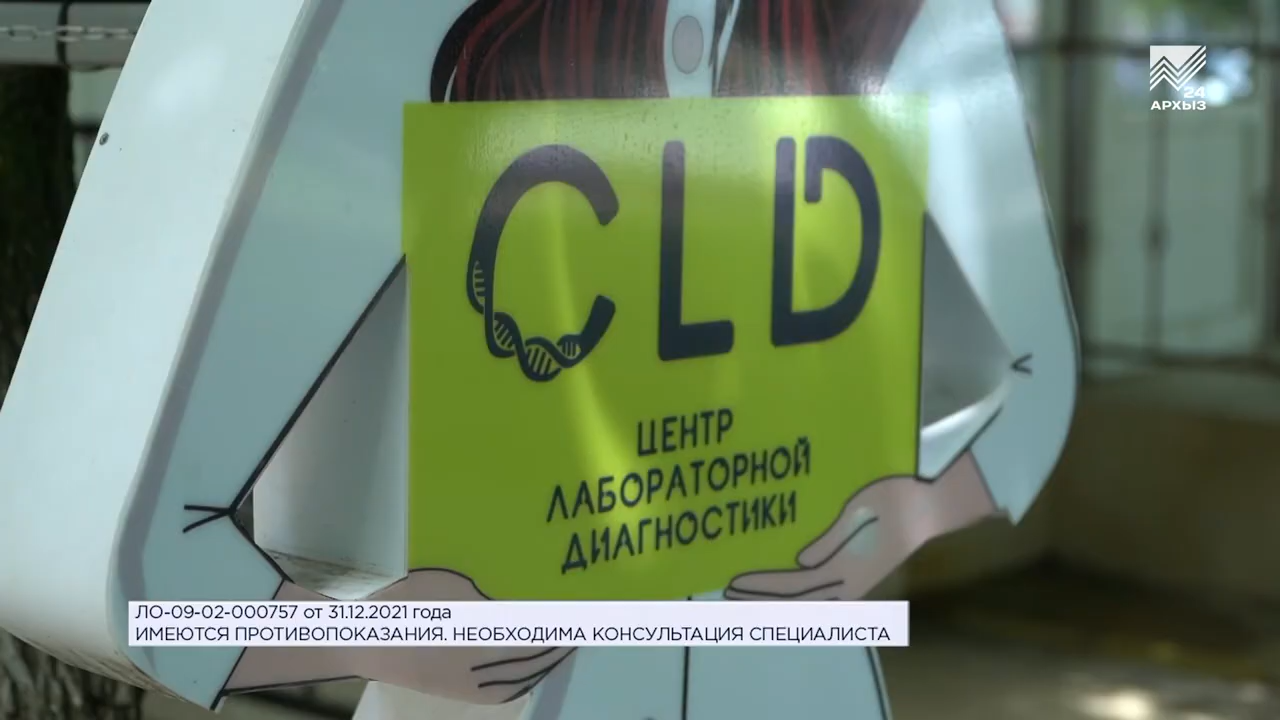 24
АРХЫЗ
CLD
ЦЕНТР
ЛАБОРАТОРНОЙ
ДИАГНОСТИКИ
ЛО-09-02-000757 от 31.12.2021 года
ИМЕЮТСЯ ПРОТИВОПОКАЗАНИЯ. НЕОБХОДИМА КОНСУЛЬТАЦИЯ СПЕЦИАЛИСТА